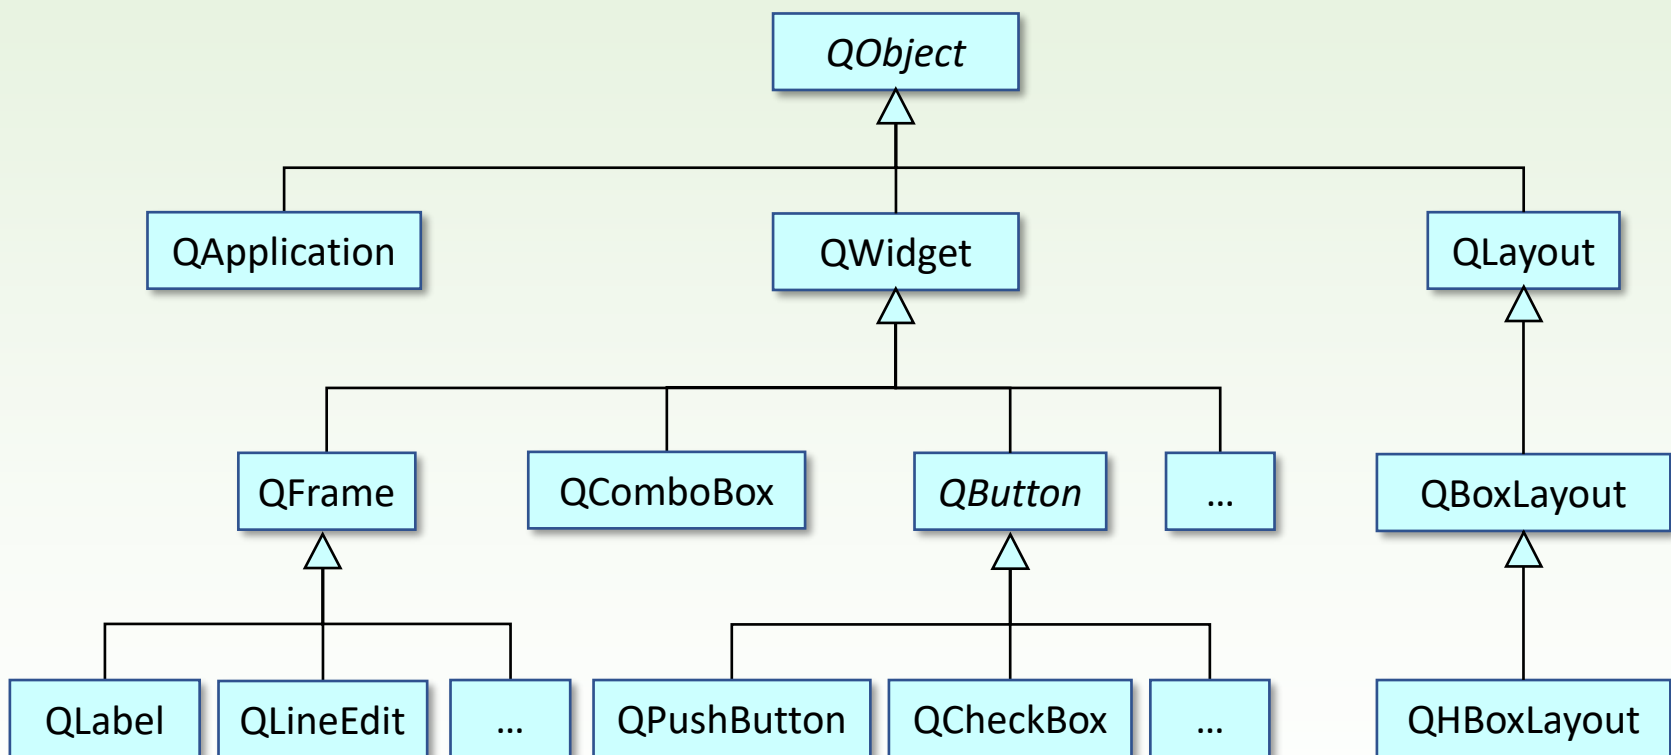 QObject
QApplication
QWidget
QLayout
QFrame
QComboBox
QButton
...
QBoxLayout
QLabel
QLineEdit
...
QPushButton
QCheckBox
...
QHBoxLayout